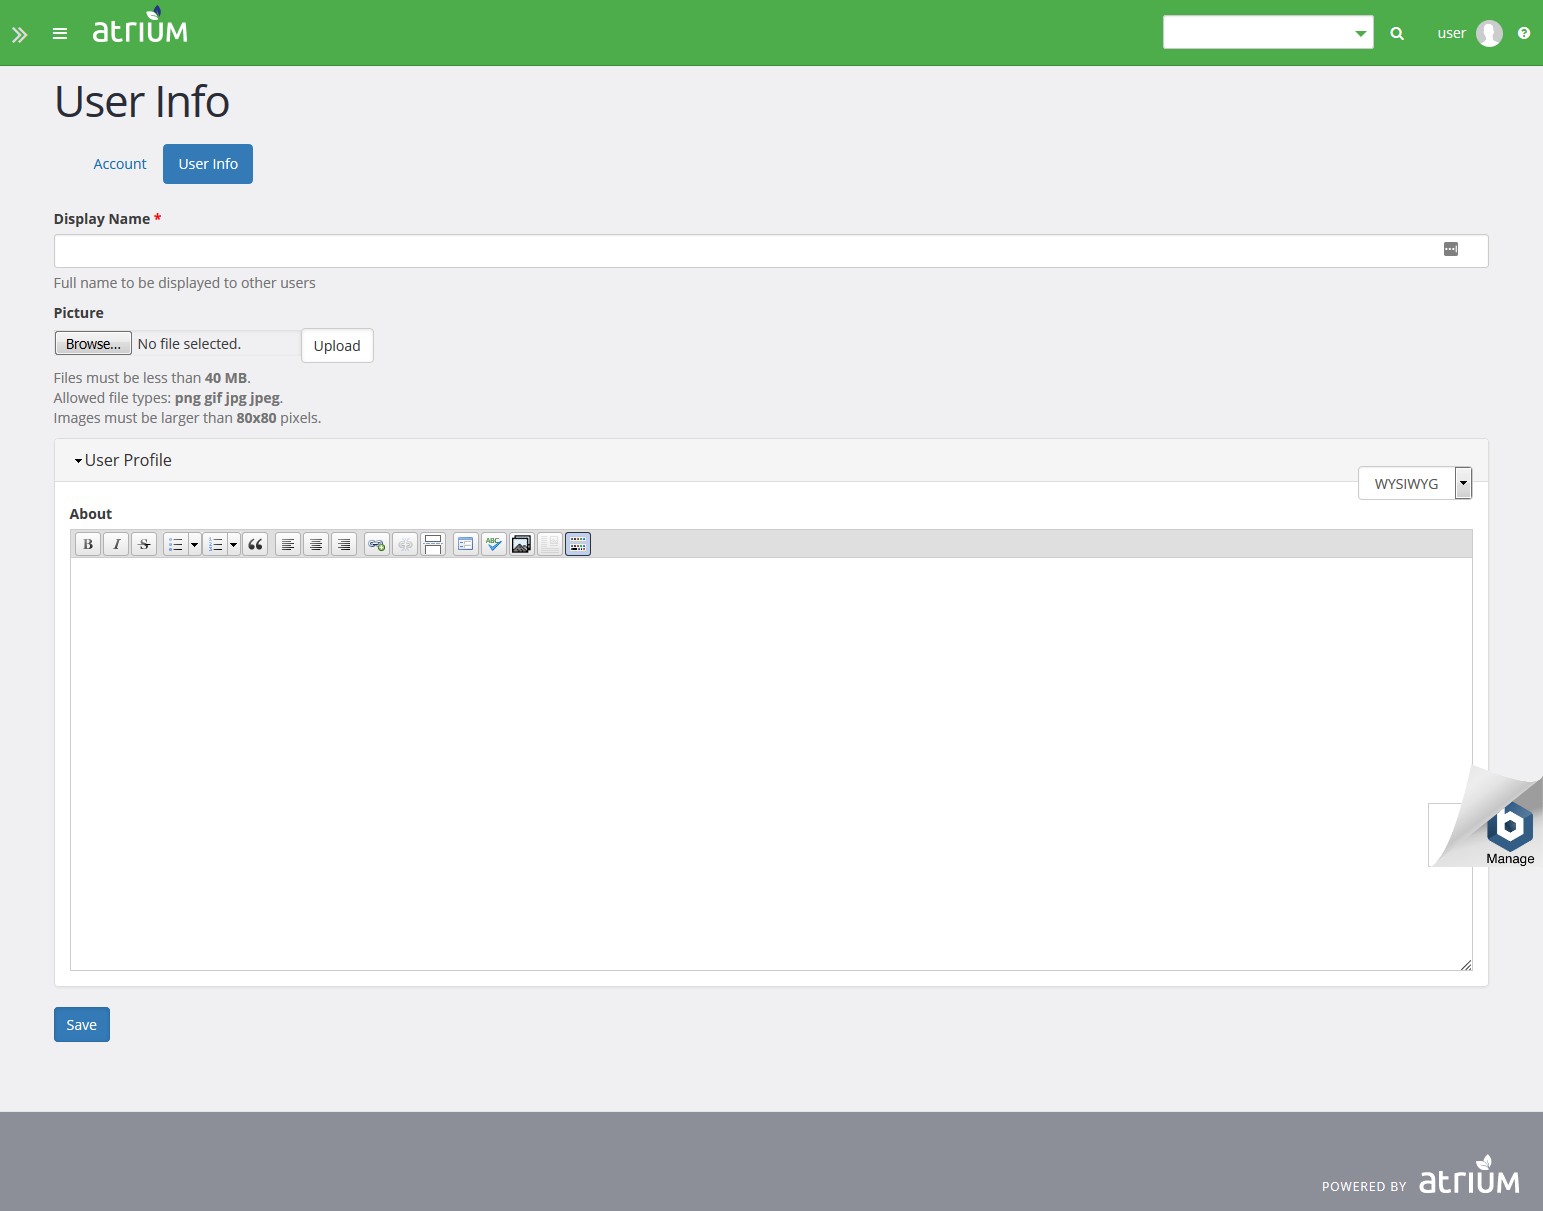 atrium
user
User Info
Account
User Info
Display Name *
Full name to be displayed to other users
Picture
Browse... No file selected. Upload
Files must be less than 40 MB.
Allowed file types: png gif jpg jpeg.
Images must be larger than 80x80 pixels.
User Profile
WYSIWYG
About
B I S
ABC
Manage
Save
POWERED BY atrium